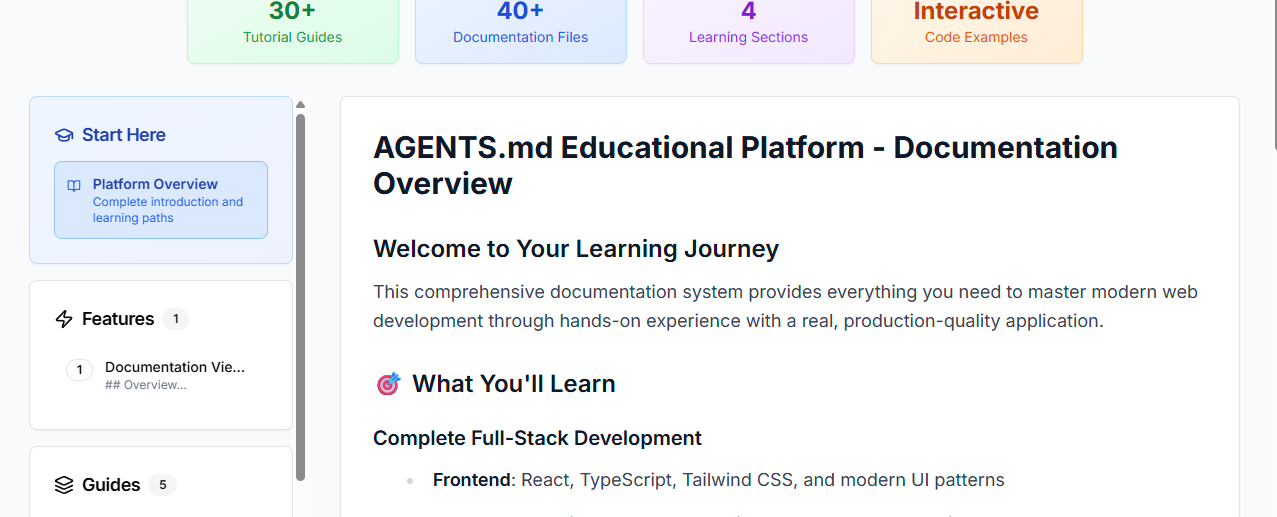 30+
Tutorial Guides
40+
Documentation Files
4
Learning Sections
Interactive
Code Examples
Start Here
Platform Overview
Complete introduction and
learning paths
Features 1
1 Documentation Vie...
## Overview...
Guides 5
AGENTS.md Educational Platform - Documentation
Overview
Welcome to Your Learning Journey
This comprehensive documentation system provides everything you need to master modern web
development through hands-on experience with a real, production-quality application.
🎯 What You'll Learn
Complete Full-Stack Development
Frontend: React, TypeScript, Tailwind CSS, and modern UI patterns